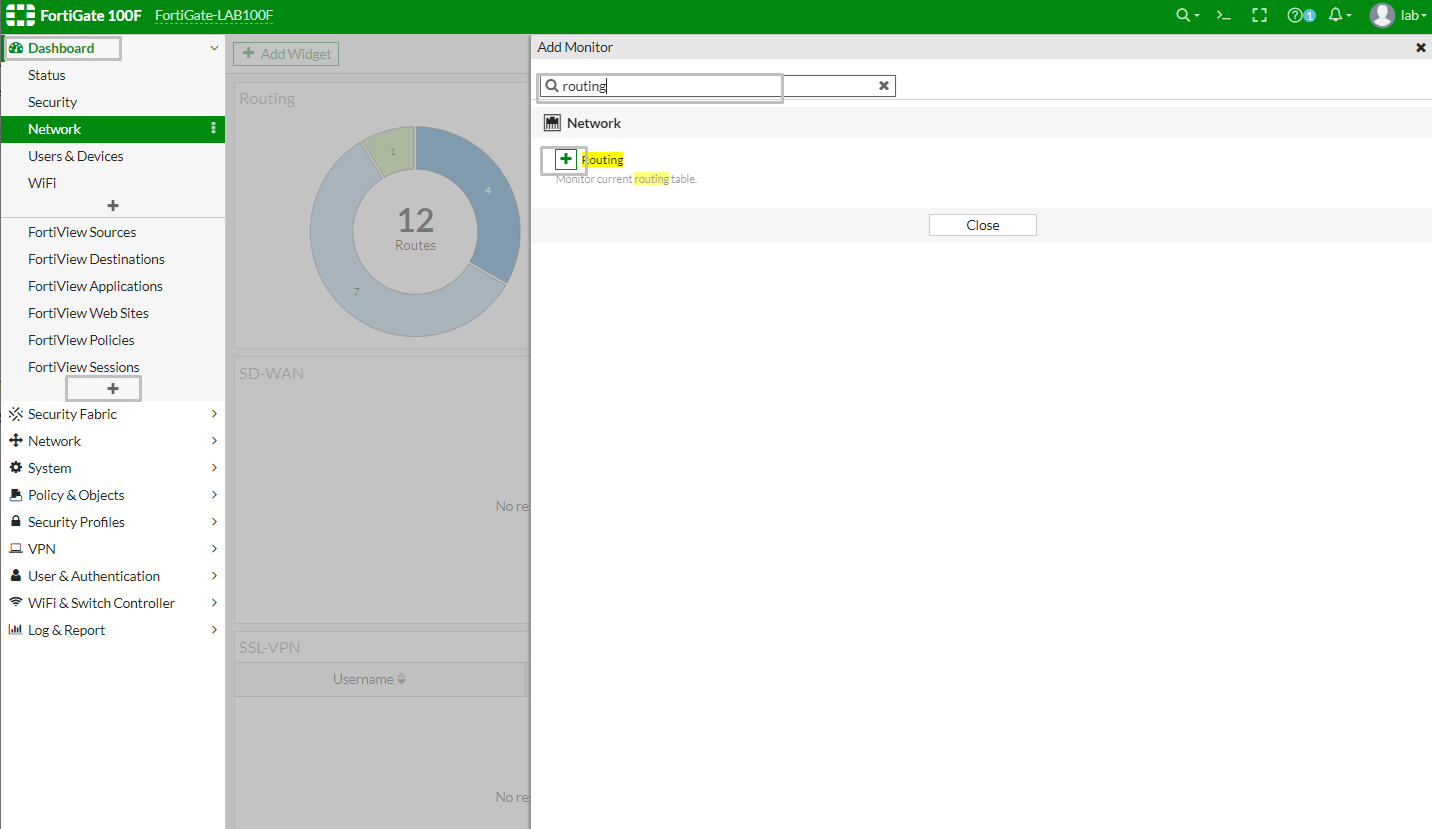 FortiGate 100F FortiGate-LAB100F
1 lab
Dashboard
Status
Security
Network
Users & Devices
WiFi
FortiView Sources
FortiView Destinations
FortiView Applications
FortiView Web Sites
FortiView Policies
FortiView Sessions
Security Fabric
Network
System
Policy & Objects
Security Profiles
VPN
User & Authentication
WiFi & Switch Controller
Log & Report
Add Widget
Routing
1
4
12
Routes
7
SD-WAN
No re
SSL-VPN
Username
No re
Add Monitor
routing
Network
Routing
Monitor current routing table.
Close